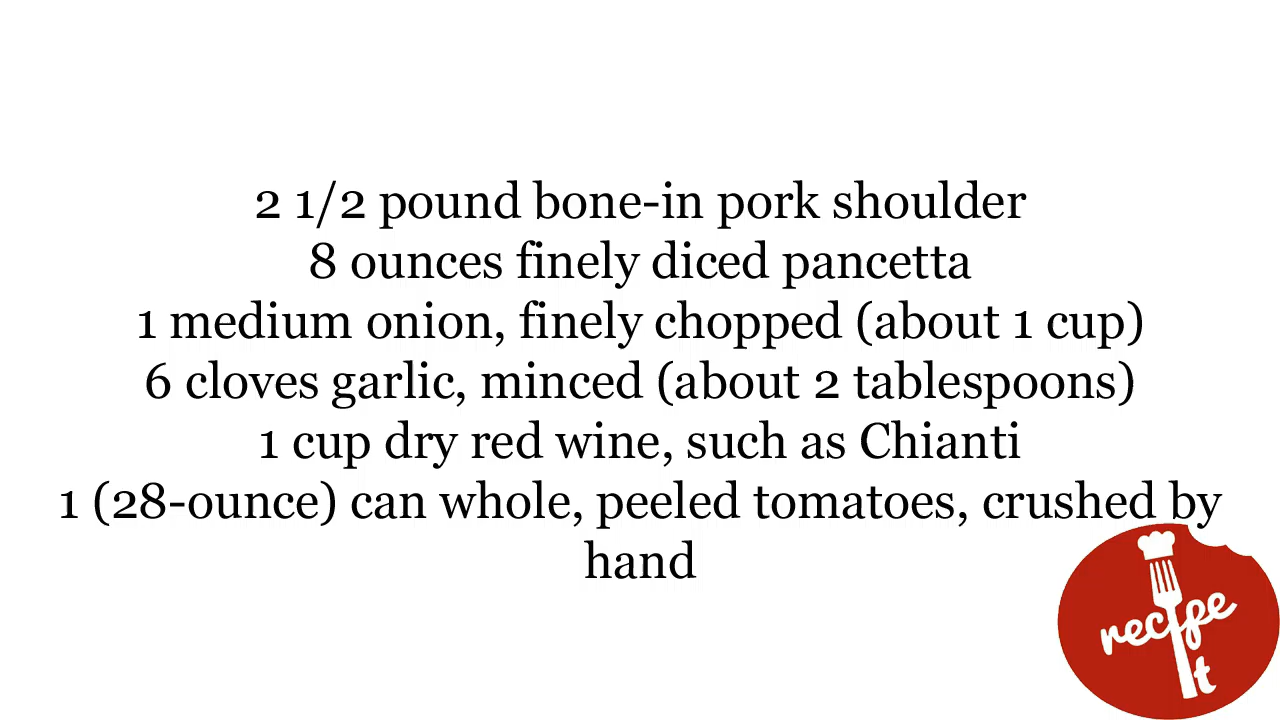 2 1/2 pound bone-in pork shoulder
8 ounces finely diced pancetta
1 medium onion, finely chopped (about 1 cup)
6 cloves garlic, minced (about 2 tablespoons)
1 cup dry red wine, such as Chianti
1 (28-ounce) can whole, peeled tomatoes, crushed by
hand
recipe
It